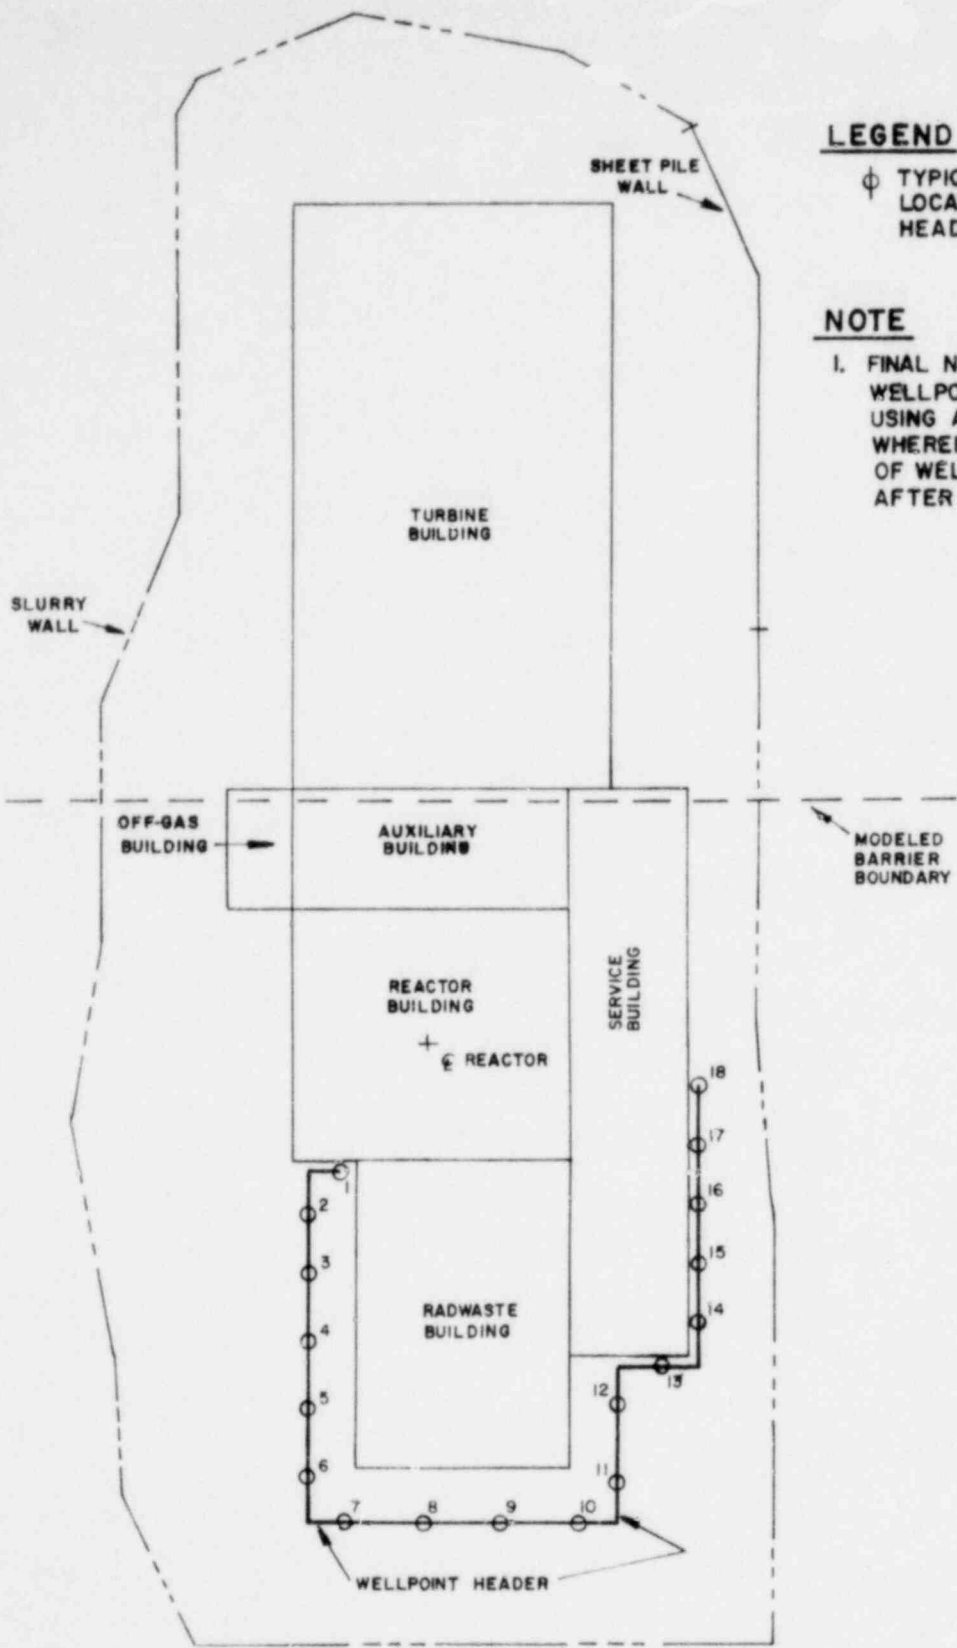 LEGEND
SHEET PILE
WALL
LOCA
HEAD
NOTE
1. FINAL N
WELLPO
USING A
OF WEL
AFTER
TURBINE
BUILDING
SLURRY
WALL
OFF-GAS
BUILDING
AUXILIARY
BUILDING
MODELED
BARRIER
BOUNDARY
REACTOR
BUILDING
SERVICE
BUILDING
℄ REACTOR
18
17
1
16
2
15
3
14
4
RADWASTE
BUILDING
13
12
5
6
11
7
8
9
10
WELLPOINT HEADER